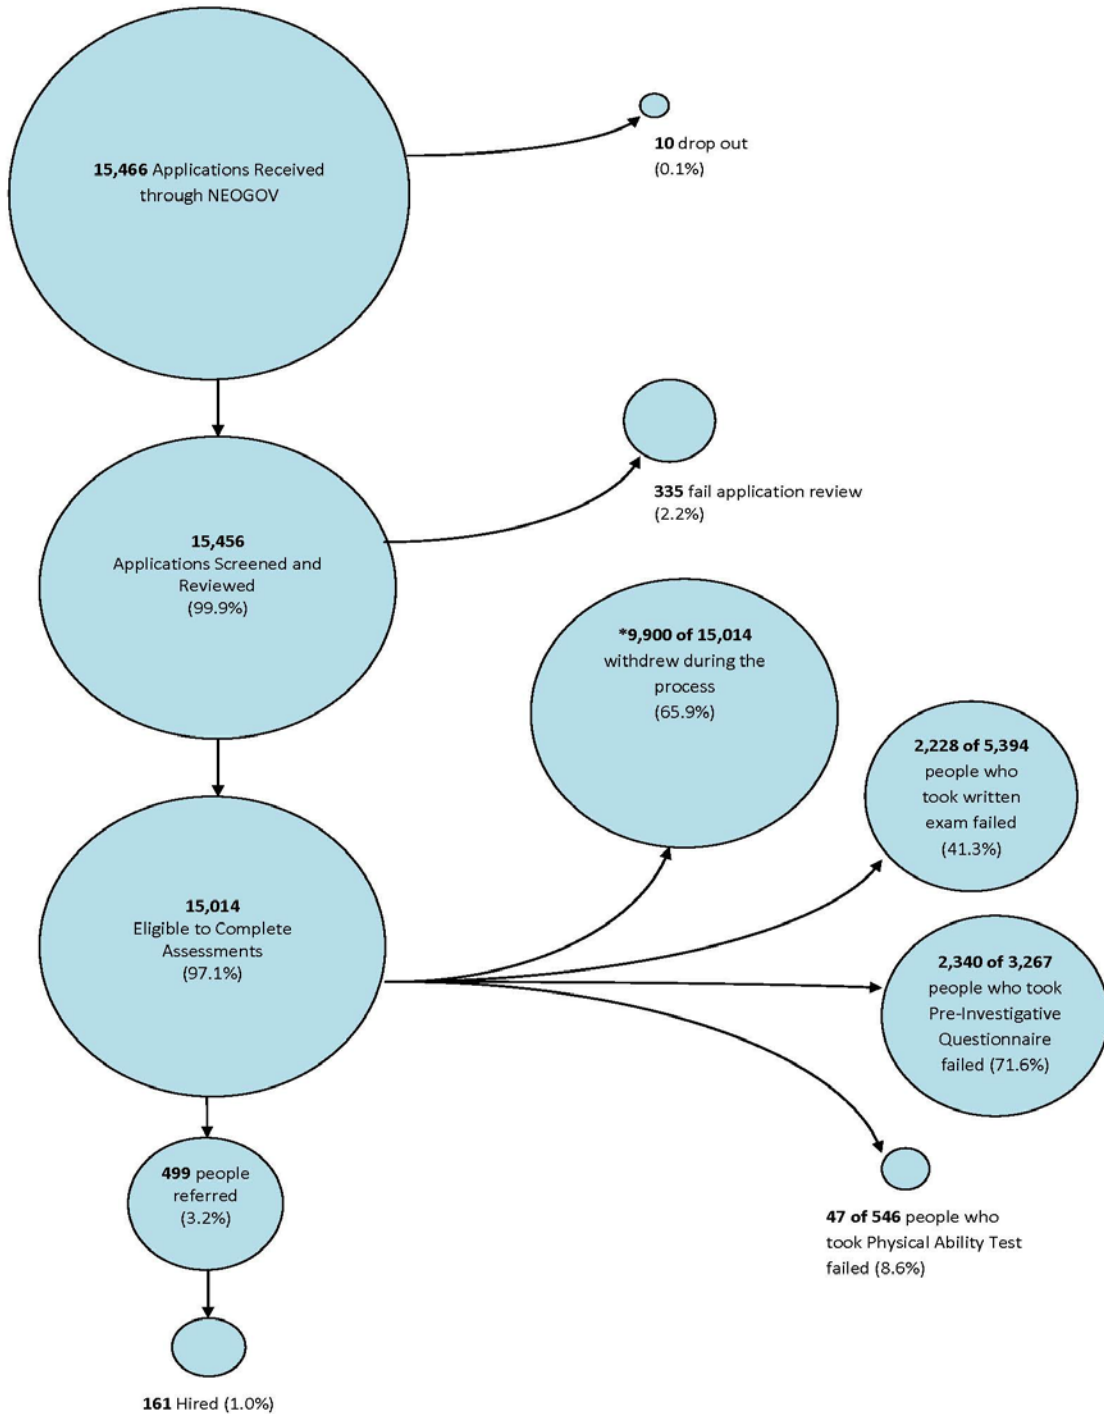 15,466 Applications Received
through NEOGOV
10 drop out
(0.1%)
335 fail application review
(2.2%)
15,456
Applications Screened and
Reviewed
(99.9%)
*9,900 of 15,014
withdrew during the
process
(65.9%)
2,228 of 5,394
people who
took written
exam failed
(41.3%)
15,014
Eligible to Complete
Assessments
(97.1%)
2,340 of 3,267
people who took
Pre-Investigative
Questionnaire
failed (71.6%)
499 people
referred
(3.2%)
47 of 546 people who
took Physical Ability Test
failed (8.6%)
161 Hired (1.0%)